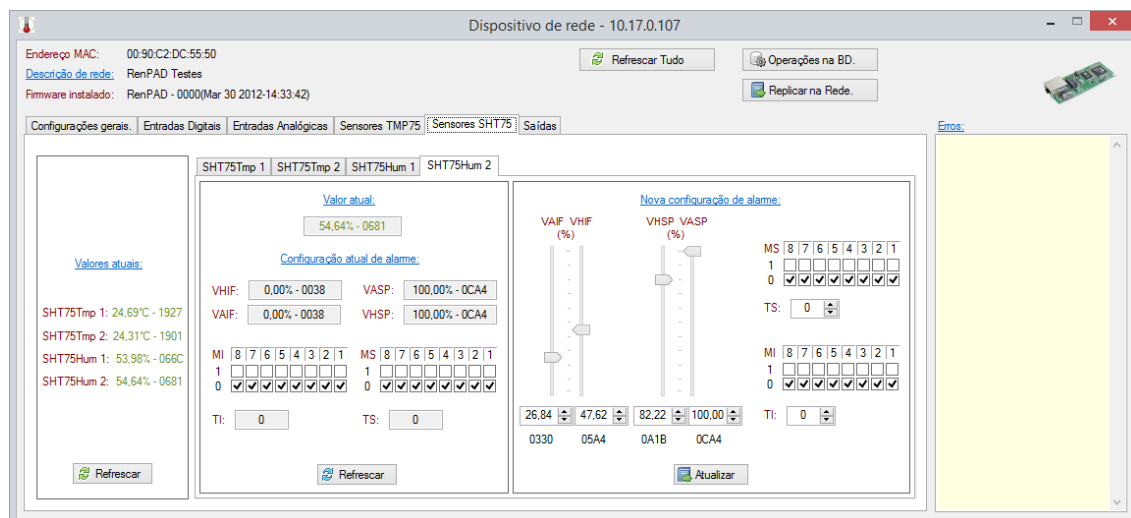 Dispositivo de rede - 10.17.0.107
Endereço MAC: 00:90:C2:DC:55:50
Descrição de rede: RenPAD Testes
Firmware instalado: RenPAD - 0000(Mar 30 2012-14:33:42)
Refrescar Tudo
Operações na BD.
Replicar na Rede.
Configurações gerais. Entradas Digitais Entradas Analógicas Sensores TMP75 Sensores SHT75 Saídas
Erros:
Valores atuais:
SHT75Tmp 1: 24,69°C - 1927
SHT75Tmp 2: 24,31°C - 1901
SHT75Hum 1: 53,98% - 066C
SHT75Hum 2: 54,64% - 0681
Refrescar
SHT75Tmp 1 SHT75Tmp 2 SHT75Hum 1 SHT75Hum 2
Valor atual:
54,64% - 0681
Configuração atual de alarme:
VHIF: 0,00% - 0038 VASP: 100,00% - 0CA4
VAIF: 0,00% - 0038 VHSP: 100,00% - 0CA4
MI 8 7 6 5 4 3 2 1 MS 8 7 6 5 4 3 2 1
1 1
0 0
TI: 0 TS: 0
Refrescar
Nova configuração de alarme:
VAIF VHIF VHSP VASP
(%) (%)
26,84 47,62 82,22 100,00
0330 05A4 0A1B 0CA4
MS 8 7 6 5 4 3 2 1
1
0
TS: 0
MI 8 7 6 5 4 3 2 1
1
0
TI: 0
Atualizar